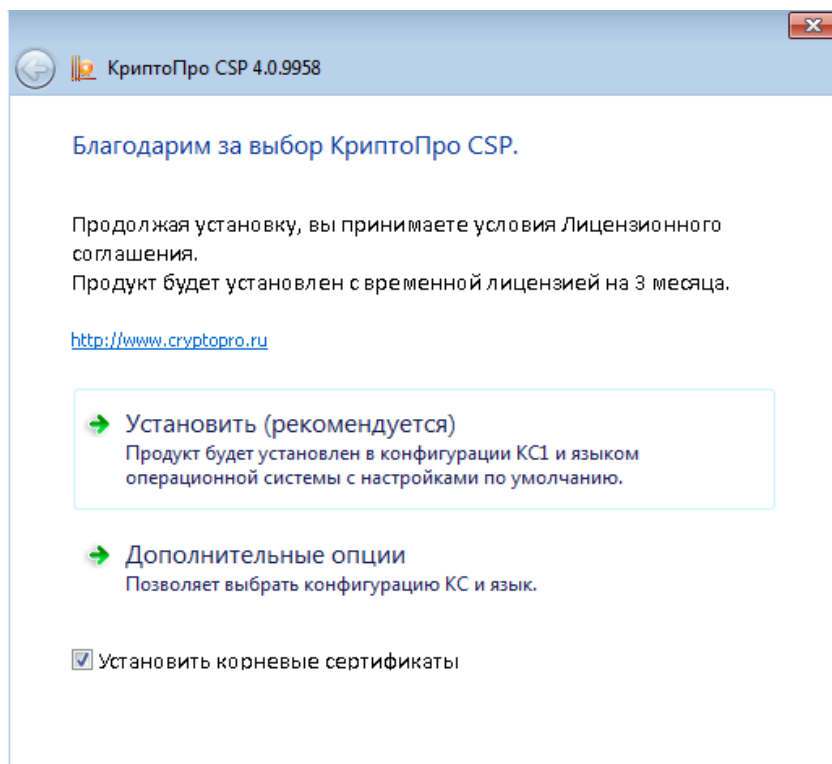 КриптоПро CSP 4.0.9958
Благодарим за выбор КриптоПро CSP.
Продолжая установку, вы принимаете условия Лицензионного
соглашения.
Продукт будет установлен с временной лицензией на 3 месяца.
http://www.cryptopro.ru
Установить (рекомендуется)
Продукт будет установлен в конфигурации КС1 и языком
операционной системы с настройками по умолчанию.
Дополнительные опции
Позволяет выбрать конфигурацию КС и язык.
Установить корневые сертификаты